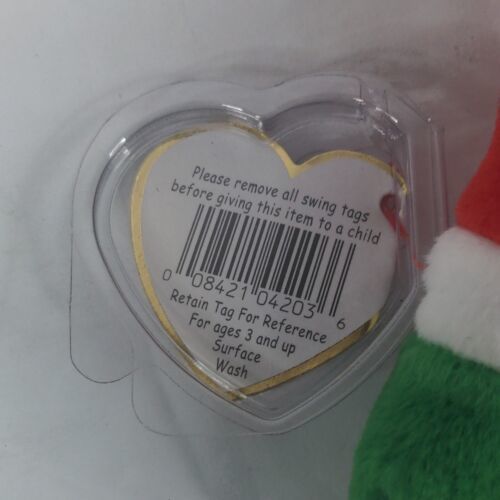 Please remove all swing tags
before giving this item to a child
0 08421 04203 6
Retain Tag For Reference
For ages 3 and up
Surface
Wash